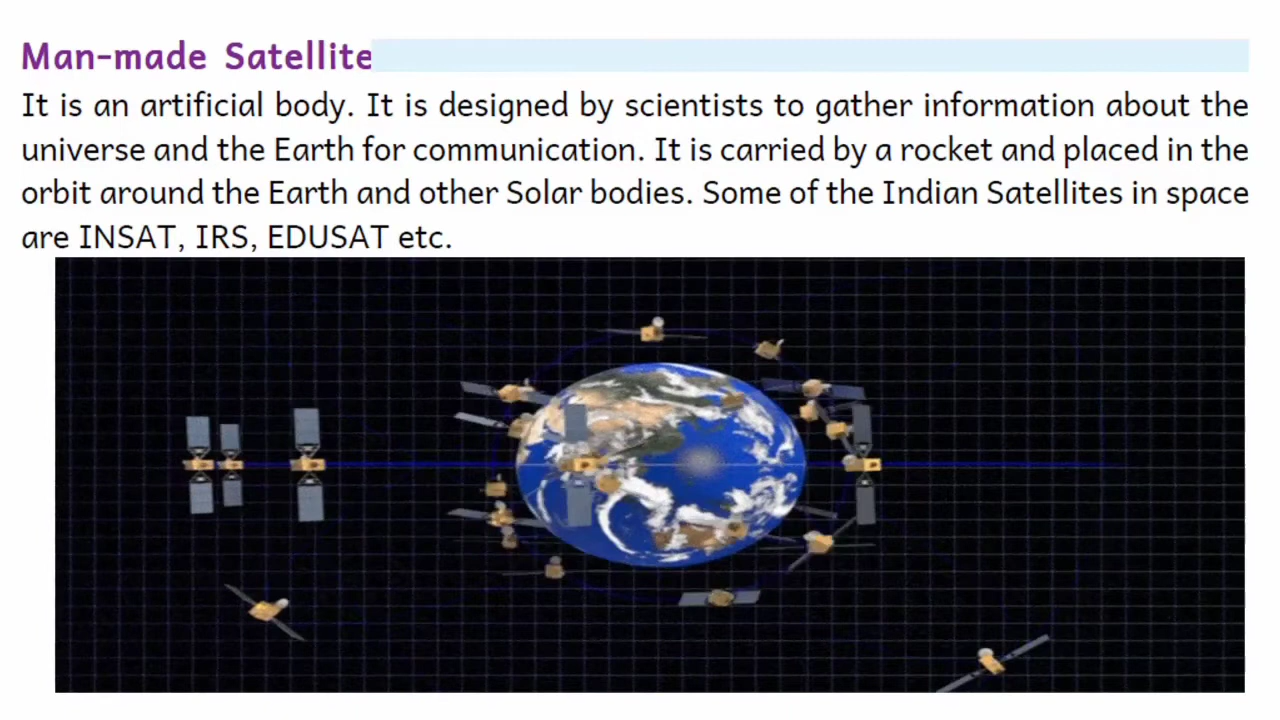 Man-made Satellite
It is an artificial body. It is designed by scientists to gather information about the
universe and the Earth for communication. It is carried by a rocket and placed in the
orbit around the Earth and other Solar bodies. Some of the Indian Satellites in space
are INSAT, IRS, EDUSAT etc.